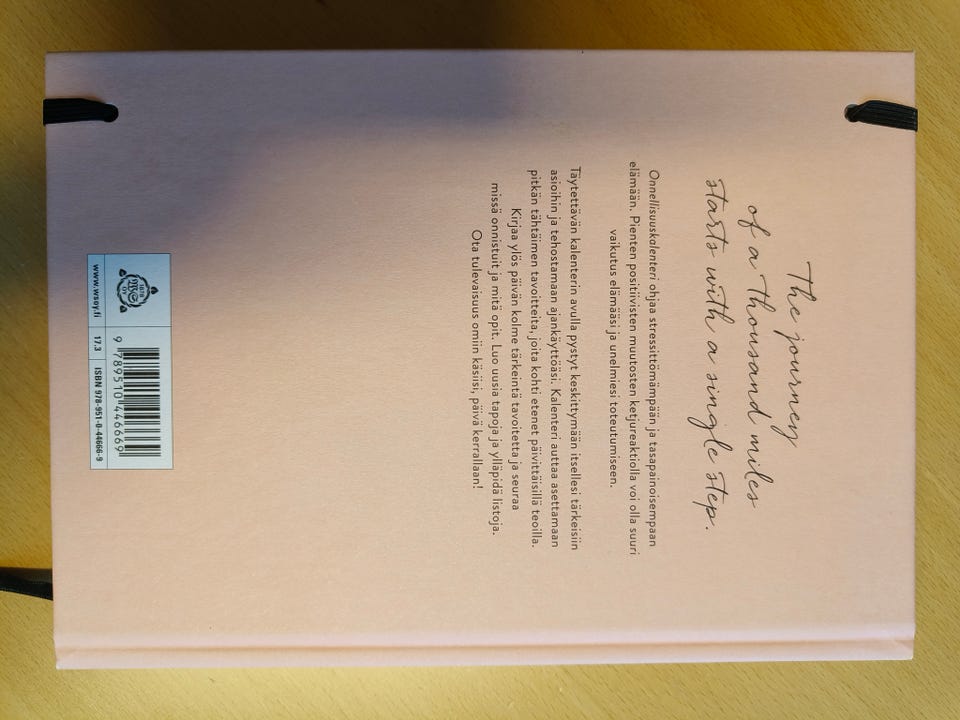 The journey
of a thousand miles
starts with a single step.
Onnellisuuskalenteri ohjaa stressittömämpään ja tasapainoisempaan
elämään. Pienten positiivisten muutosten ketjureaktiolla voi olla suuri
vaikutus elämääsi ja unelmiesi toteutumiseen.
Täytettävän kalenterin avulla pystyt keskittymään itsellesi tärkeisiin
asioihin ja tehostamaan ajankäyttöäsi. Kalenteri auttaa asettamaan
pitkän tähtäimen tavoitteita, joita kohti etenet päivittäisillä teoilla.
Kirjaa ylös päivän kolme tärkeintä tavoitetta ja seuraa
missä onnistuit ja mitä opit. Luo uusia tapoja ja ylläpidä listoja.
Ota tulevaisuus omiin käsiisi, päivä kerrallaan!
1878
WSOY
9 789510 446669
www.wsoy.fi
17.3
ISBN 978-951-0-44666-9